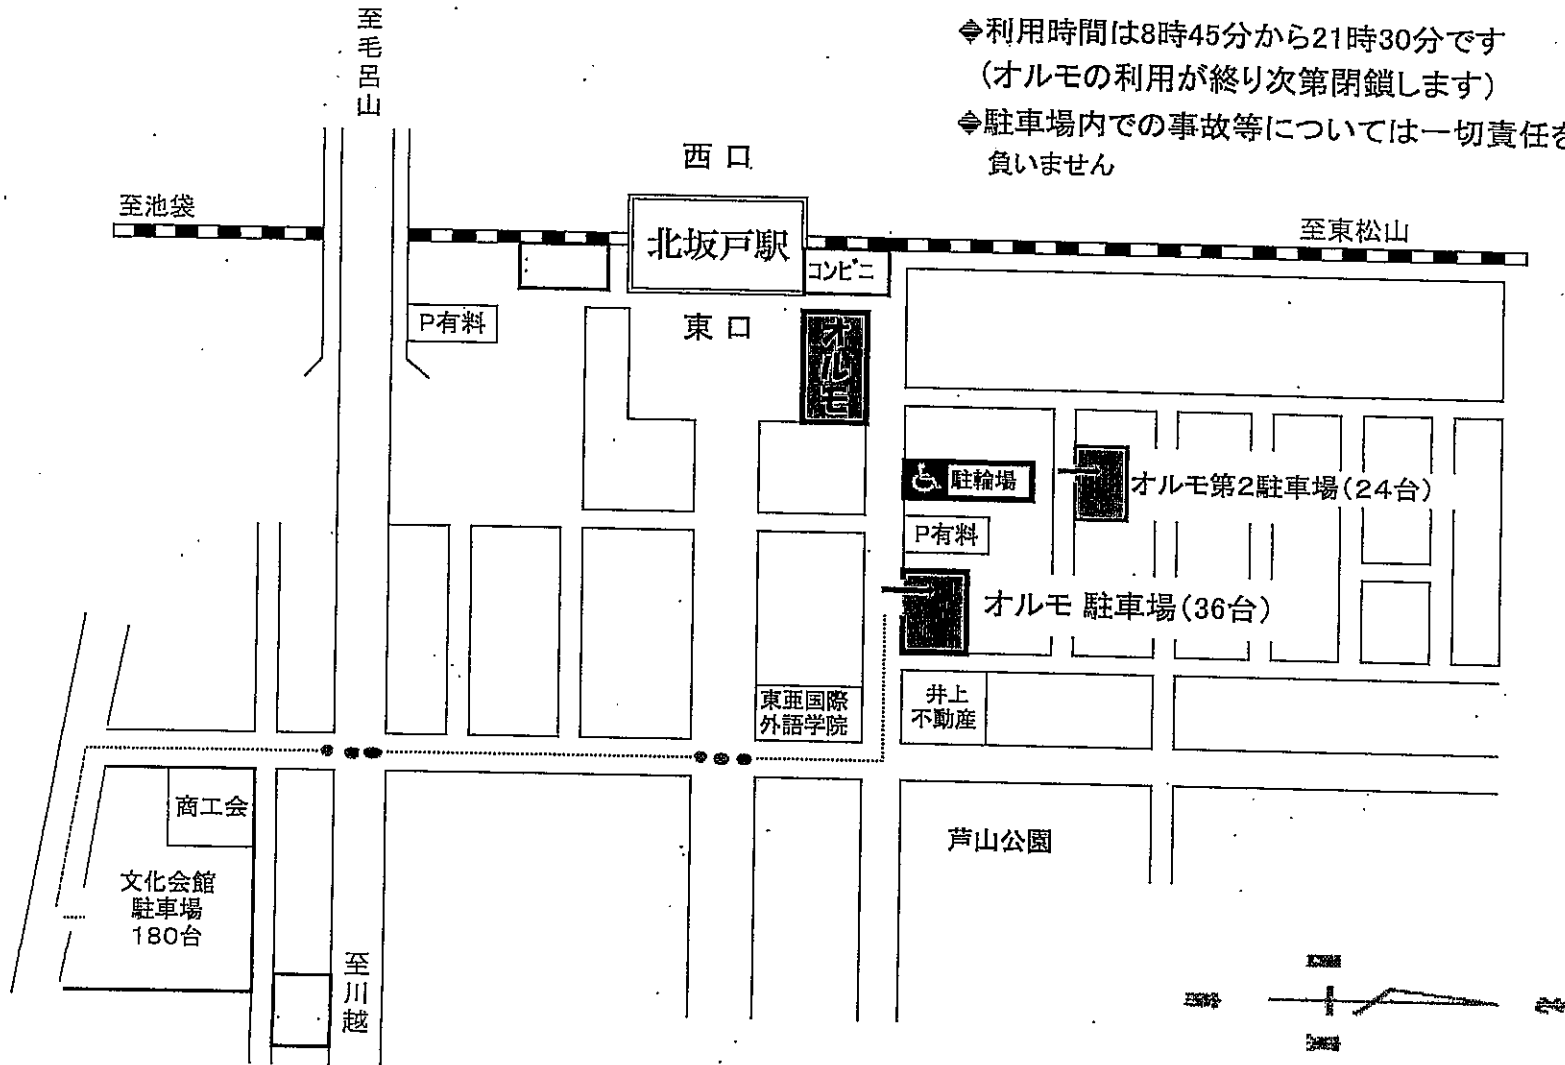 ◆利用時間は8時45分から21時30分です
(オルモの利用が終り次第閉鎖します)
◆駐車場内での事故等については一切責任を
負いません
至毛呂山
西口
至池袋
北坂戸駅
コンビニ
至東松山
P有料
東口
オルモ
駐輪場
オルモ第2駐車場(24台)
P有料
オルモ 駐車場(36台)
東亜国際
外語学院
井上
不動産
商工会
芦山公園
文化会館
駐車場
180台
至川越